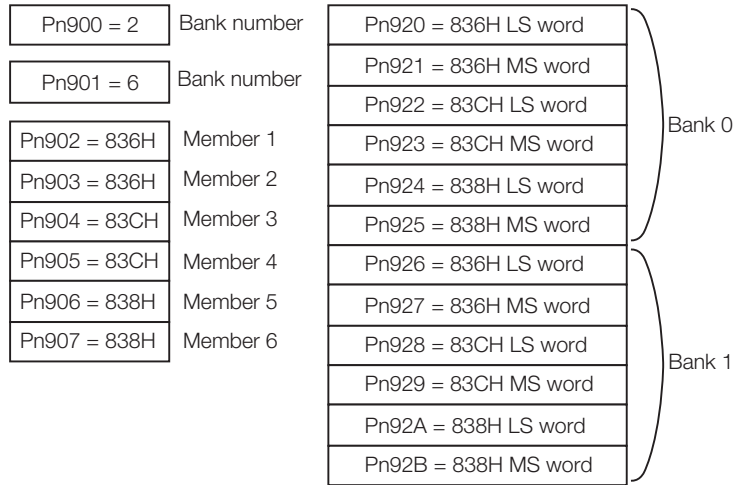 Pn900 = 2 Bank number
Pn901 = 6 Bank number
Pn902 = 836H Member 1
Pn903 = 836H Member 2
Pn904 = 83CH Member 3
Pn905 = 83CH Member 4
Pn906 = 838H Member 5
Pn907 = 838H Member 6
Pn920 = 836H LS word
Pn921 = 836H MS word
Pn922 = 83CH LS word
Pn923 = 83CH MS word
Pn924 = 838H LS word
Pn925 = 838H MS word
Bank 0
Pn926 = 836H LS word
Pn927 = 836H MS word
Pn928 = 83CH LS word
Pn929 = 83CH MS word
Pn92A = 838H LS word
Pn92B = 838H MS word
Bank 1